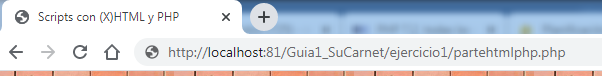 Scripts con (X)HTML y PHP
http://localhost:81/Guia1_SuCarnet/ejercicio1/partehtmlphp.php